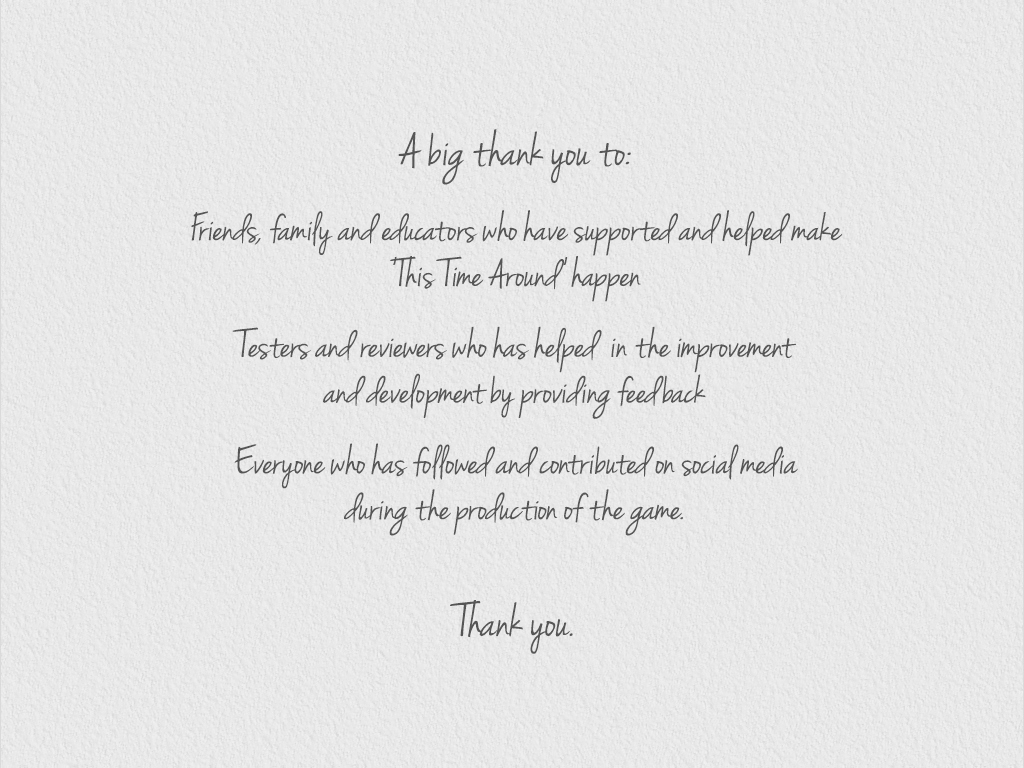 A big thank you to:
Friends, family and educators who have supported and helped make
'This Time Around' happen
Testers and reviewers who has helped in the improvement
and development by providing feedback
Everyone who has followed and contributed on social media
during the production of the game.
Thank you.